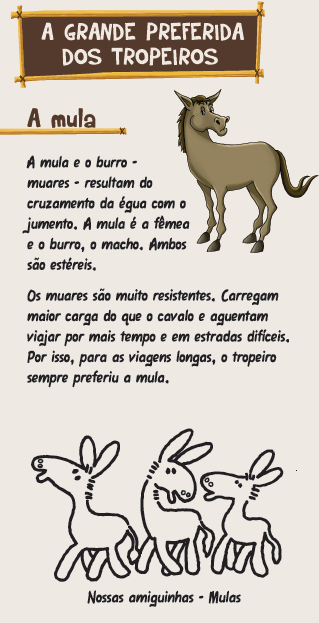 A GRANDE PREFERIDA
DOS TROPEIROS
A mula
A mula e o burro -
muares - resultam do
cruzamento da égua com o
jumento. A mula é a fêmea
e o burro, o macho. Ambos
são estéreis.
Os muares são muito resistentes. Carregam
maior carga do que o cavalo e aguentam
viajar por mais tempo e em estradas difíceis.
Por isso, para as viagens longas, o tropeiro
sempre preferiu a mula.
Nossas amiguinhas - Mulas